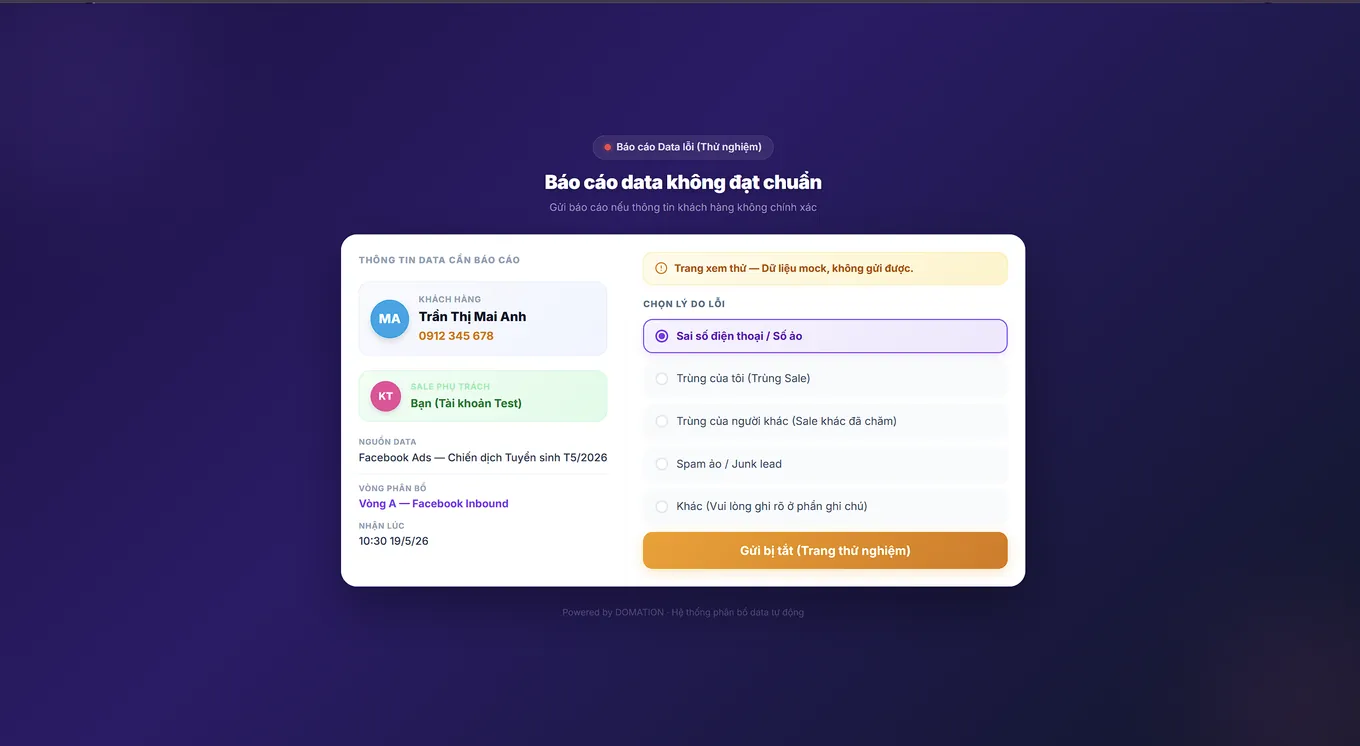 Báo cáo Data lỗi (Thử nghiệm)
Báo cáo data không đạt chuẩn
Gửi báo cáo nếu thông tin khách hàng không chính xác
THÔNG TIN DATA CẦN BÁO CÁO
MA
KHÁCH HÀNG
Trần Thị Mai Anh
0912 345 678
KT
SALE PHỤ TRÁCH
Bạn (Tài khoản Test)
NGUỒN DATA
Facebook Ads — Chiến dịch Tuyển sinh T5/2026
VÒNG PHÂN BỔ
Vòng A — Facebook Inbound
NHẬN LÚC
10:30 19/5/26
Trang xem thử — Dữ liệu mock, không gửi được.
CHỌN LÝ DO LỖI
Sai số điện thoại / Số ảo
Trùng của tôi (Trùng Sale)
Trùng của người khác (Sale khác đã chăm)
Spam ảo / Junk lead
Khác (Vui lòng ghi rõ ở phần ghi chú)
Gửi bị tắt (Trang thử nghiệm)
Powered by DOMATION · Hệ thống phân bổ data tự động